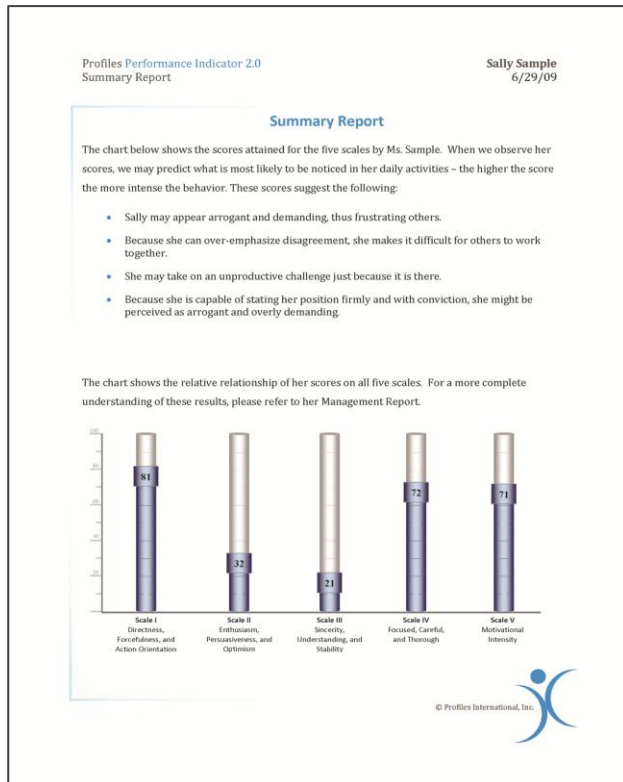 Profiles Performance Indicator 2.0
Summary Report
Sally Sample
6/29/09
Summary Report
The chart below shows the scores attained for the five scales by Ms. Sample. When we observe her
scores, we may predict what is most likely to be noticed in her daily activities – the higher the score
the more intense the behavior. These scores suggest the following:
• Sally may appear arrogant and demanding, thus frustrating others.
• Because she can over-emphasize disagreement, she makes it difficult for others to work
together.
• She may take on an unproductive challenge just because it is there.
• Because she is capable of stating her position firmly and with conviction, she might be
perceived as arrogant and overly demanding.
The chart shows the relative relationship of her scores on all five scales. For a more complete
understanding of these results, please refer to her Management Report.
100
80
60
40
20
81
32
21
72
71
Scale I
Directness,
Forcefulness, and
Action Orientation
Scale II
Enthusiasm,
Persuasiveness, and
Optimism
Scale III
Sincerity,
Understanding, and
Stability
Scale IV
Focused, Careful,
and Thorough
Scale V
Motivational
Intensity
© Profiles International, Inc.